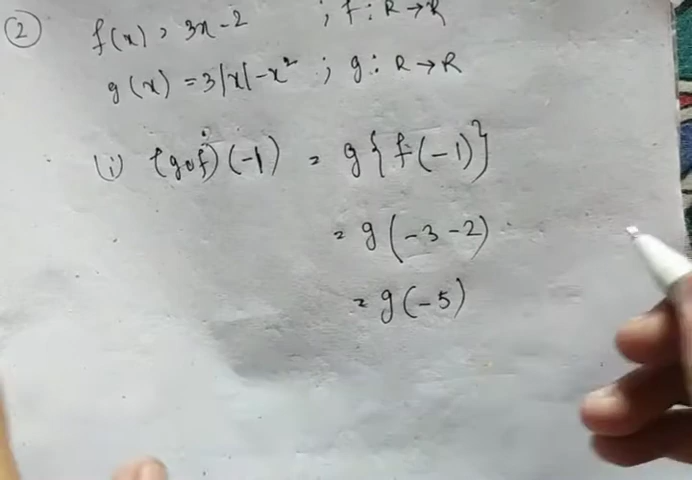 ② f(x) = 3x - 2 ; f : R → R
g(x) = 3|x| - x² ; g : R → R
(i) (gof)(-1) = g{f(-1)}
= g(-3-2)
= g(-5)